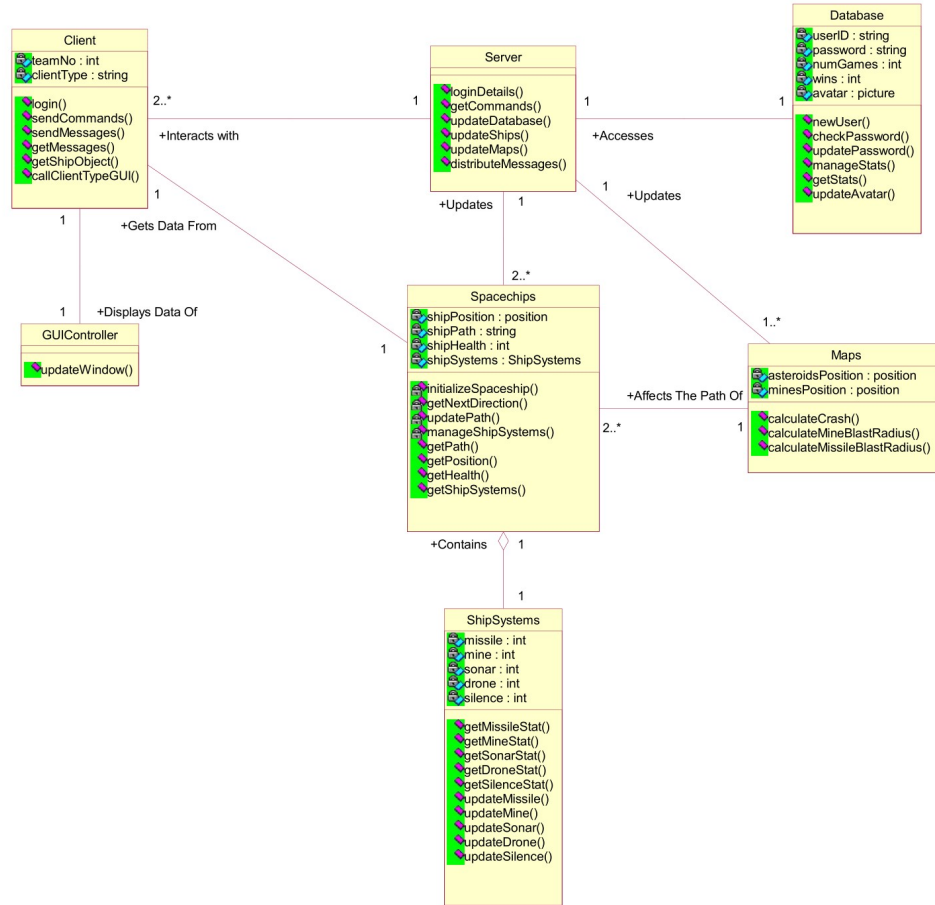 Client
teamNo : int
clientType : string
login()
sendCommands()
sendMessages()
getMessages()
getShipObject()
callClientTypeGUI()
2..*
+Interacts with
1
Server
loginDetails()
getCommands()
updateDatabase()
updateShips()
updateMaps()
distributeMessages()
1
+Accesses
1
Database
userID : string
password : string
numGames : int
wins : int
avatar : picture
newUser()
checkPassword()
updatePassword()
manageStats()
getStats()
updateAvatar()
1
1
+Gets Data From
1
+Updates
1
2..*
1
+Updates
1..*
1
+Displays Data Of
GUIController
updateWindow()
1
Spacechips
shipPosition : position
shipPath : string
shipHealth : int
shipSystems : ShipSystems
initializeSpaceship()
getNextDirection()
updatePath()
manageShipSystems()
getPath()
getPosition()
getHealth()
getShipSystems()
+Affects The Path Of
2..*
1
Maps
asteroidsPosition : position
minesPosition : position
calculateCrash()
calculateMineBlastRadius()
calculateMissileBlastRadius()
+Contains
1
1
ShipSystems
missile : int
mine : int
sonar : int
drone : int
silence : int
getMissileStat()
getMineStat()
getSonarStat()
getDroneStat()
getSilenceStat()
updateMissile()
updateMine()
updateSonar()
updateDrone()
updateSilence()